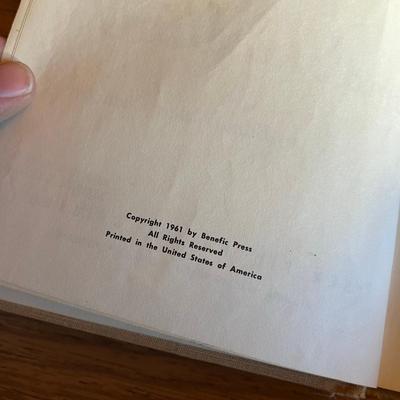 Copyright 1961 by Benefic Press
All Rights Reserved
Printed in the United States of America